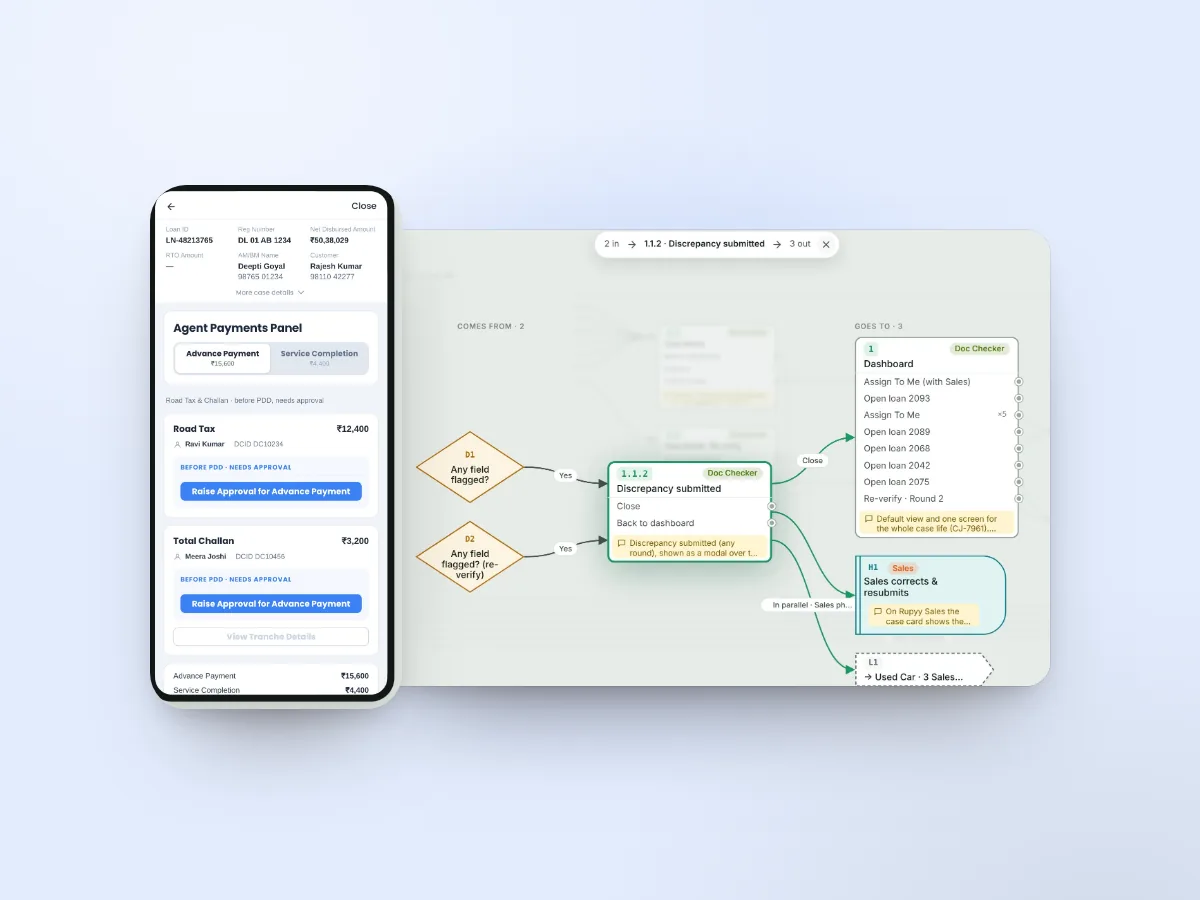 Close
Loan ID
Reg Number
Net Disbursed Amount
LN-48213765
DL 01 AB 1234
₹50,38,029
RTO Amount
AM/BM Name
Customer
—
Deepti Goyal
Rajesh Kumar
98765 01234
98110 42277
More case details
Agent Payments Panel
Advance Payment
₹15,600
Service Completion
₹4,400
Road Tax & Challan · before PDD, needs approval
Road Tax
₹12,400
Ravi Kumar
DCID DC10234
BEFORE PDD · NEEDS APPROVAL
Raise Approval for Advance Payment
Total Challan
₹3,200
Meera Joshi
DCID DC10456
BEFORE PDD · NEEDS APPROVAL
Raise Approval for Advance Payment
View Tranche Details
Advance Payment
₹15,600
Service Completion
₹4,400
2 in → 1.1.2 · Discrepancy submitted → 3 out ×
COMES FROM · 2
D1
Any field
flagged?
Yes
D2
Any field
flagged? (re-
verify)
Yes
1.1.2
Doc Checker
Discrepancy submitted
Close
Back to dashboard
Discrepancy submitted (any
round), shown as a modal over t...
Close
In parallel · Sales ph...
GOES TO · 3
1
Doc Checker
Dashboard
Assign To Me (with Sales)
Open loan 2093
Assign To Me
×5
Open loan 2089
Open loan 2068
Open loan 2042
Open loan 2075
Re-verify · Round 2
Default view and one screen for
the whole case life (CJ-7961)....
H1
Sales
Sales corrects &
resubmits
On Rupyy Sales the
case card shows the...
L1
→ Used Car · 3 Sales...